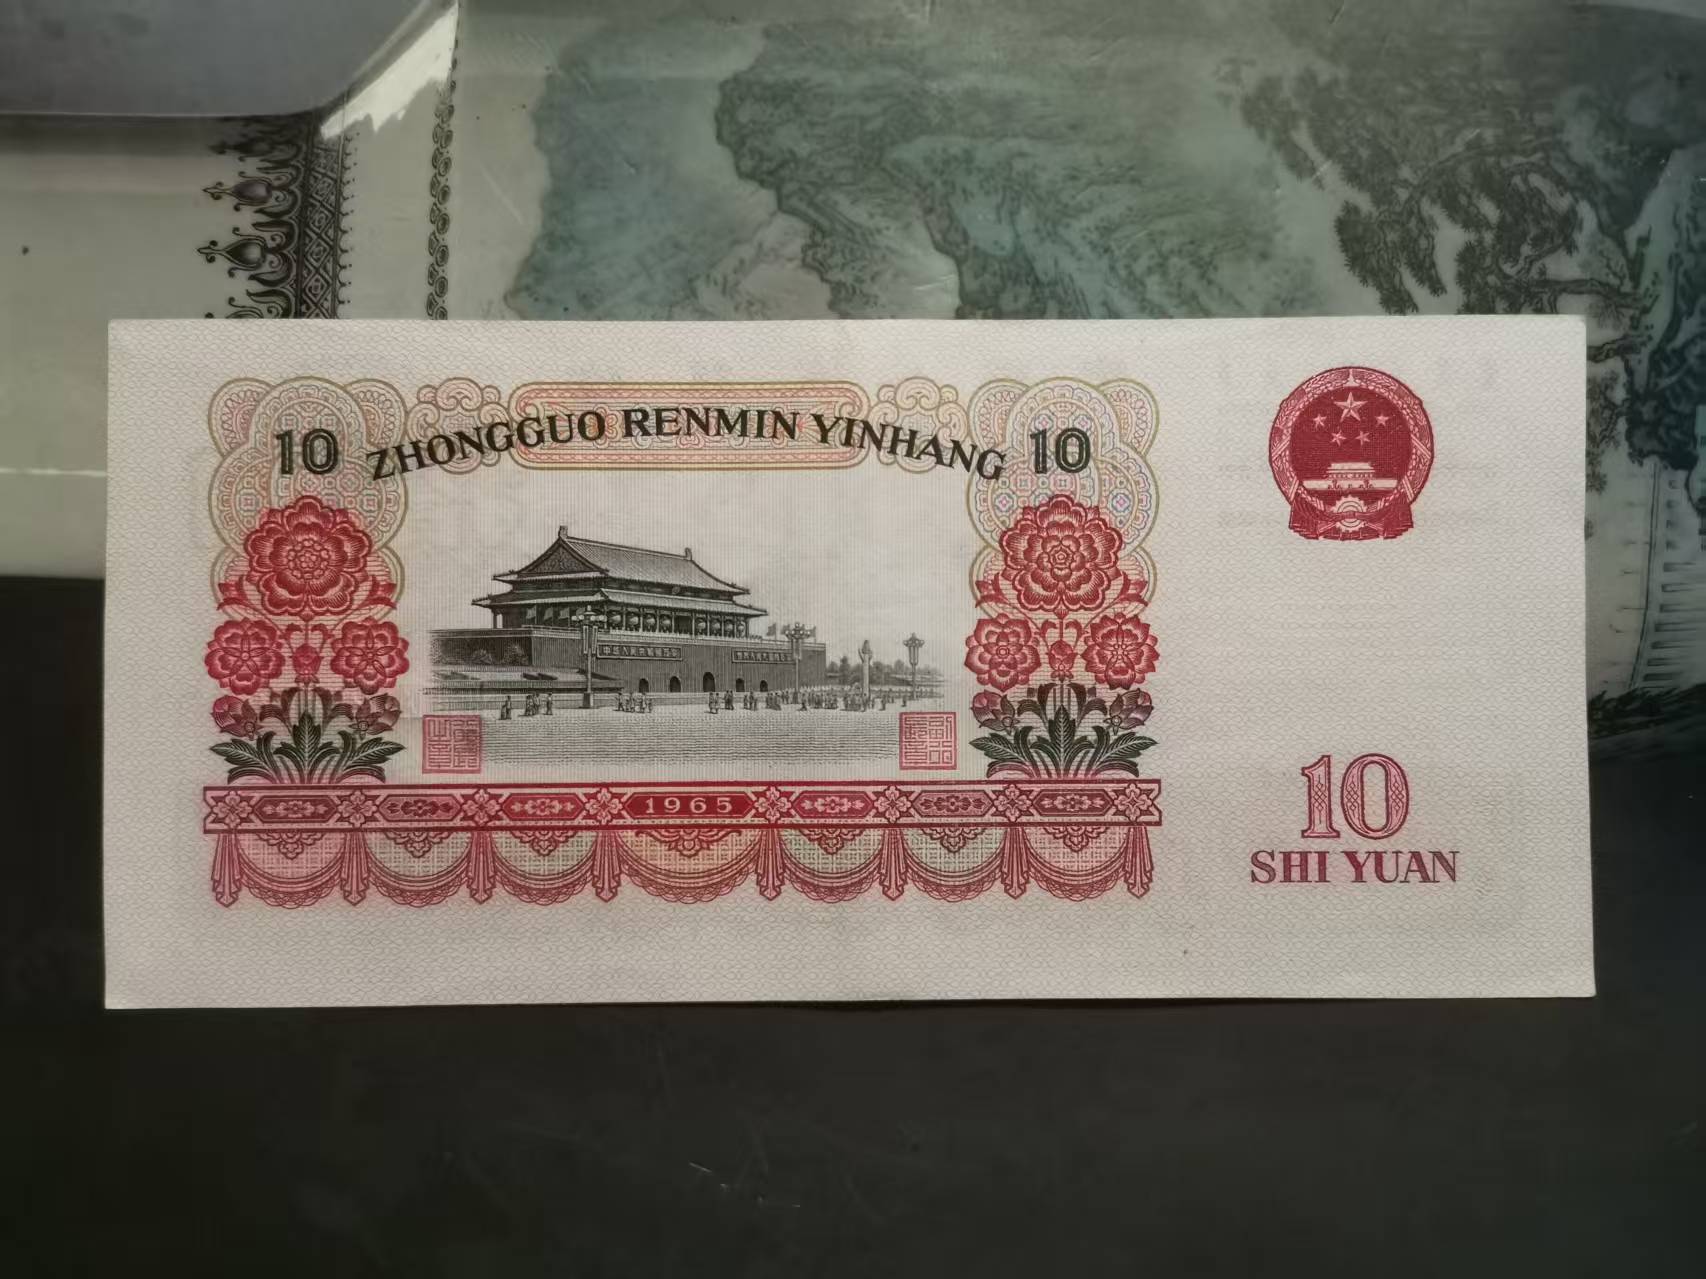 10 ZHONGGUO RENMIN YINHANG 10
1965
10
SHI YUAN